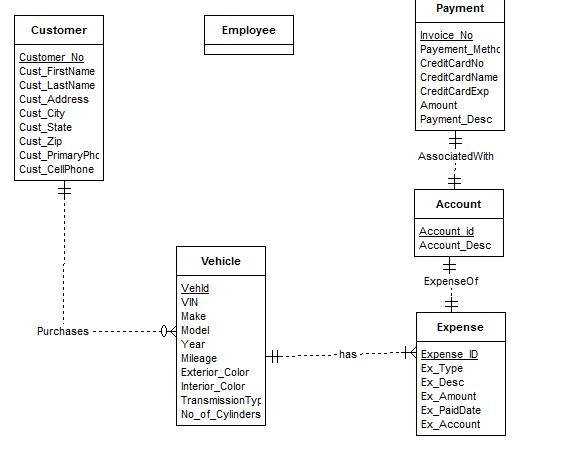 Customer
Customer_No
Cust_FirstName
Cust_LastName
Cust_Address
Cust_City
Cust_State
Cust_Zip
Cust_PrimaryPho
Cust_CellPhone
Employee
Payment
Invoice_No
Payement_Metho
CreditCardNo
CreditCardName
CreditCardExp
Amount
Payment_Desc
AssociatedWith
Account
Account_id
Account_Desc
ExpenseOf
Vehicle
VehId
VIN
Make
Model
Year
Mileage
Exterior_Color
Interior_Color
TransmissionTyp
No_of_Cylinders
Purchases
has
Expense
Expense_ID
Ex_Type
Ex_Desc
Ex_Amount
Ex_PaidDate
Ex_Account